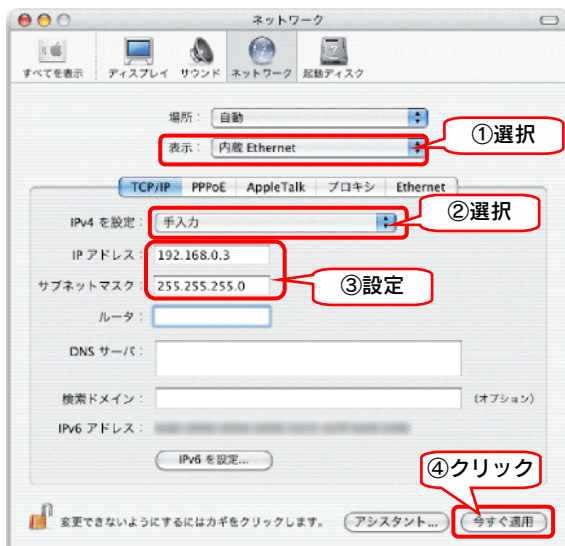 ネットワーク
すべてを表示 ディスプレイ サウンド ネットワーク 起動ディスク
場所： 自動
①選択
表示： 内蔵 Ethernet
TCP/IP PPPoE AppleTalk プロキシ Ethernet
②選択
IPv4 を設定： 手入力
IP アドレス： 192.168.0.3
サブネットマスク： 255.255.255.0
③設定
ルータ：
DNS サーバ：
検索ドメイン： (オプション)
IPv6 アドレス：
IPv6 を設定...
④クリック
変更できないようにするにはカギをクリックします。 アシスタント... 今すぐ適用